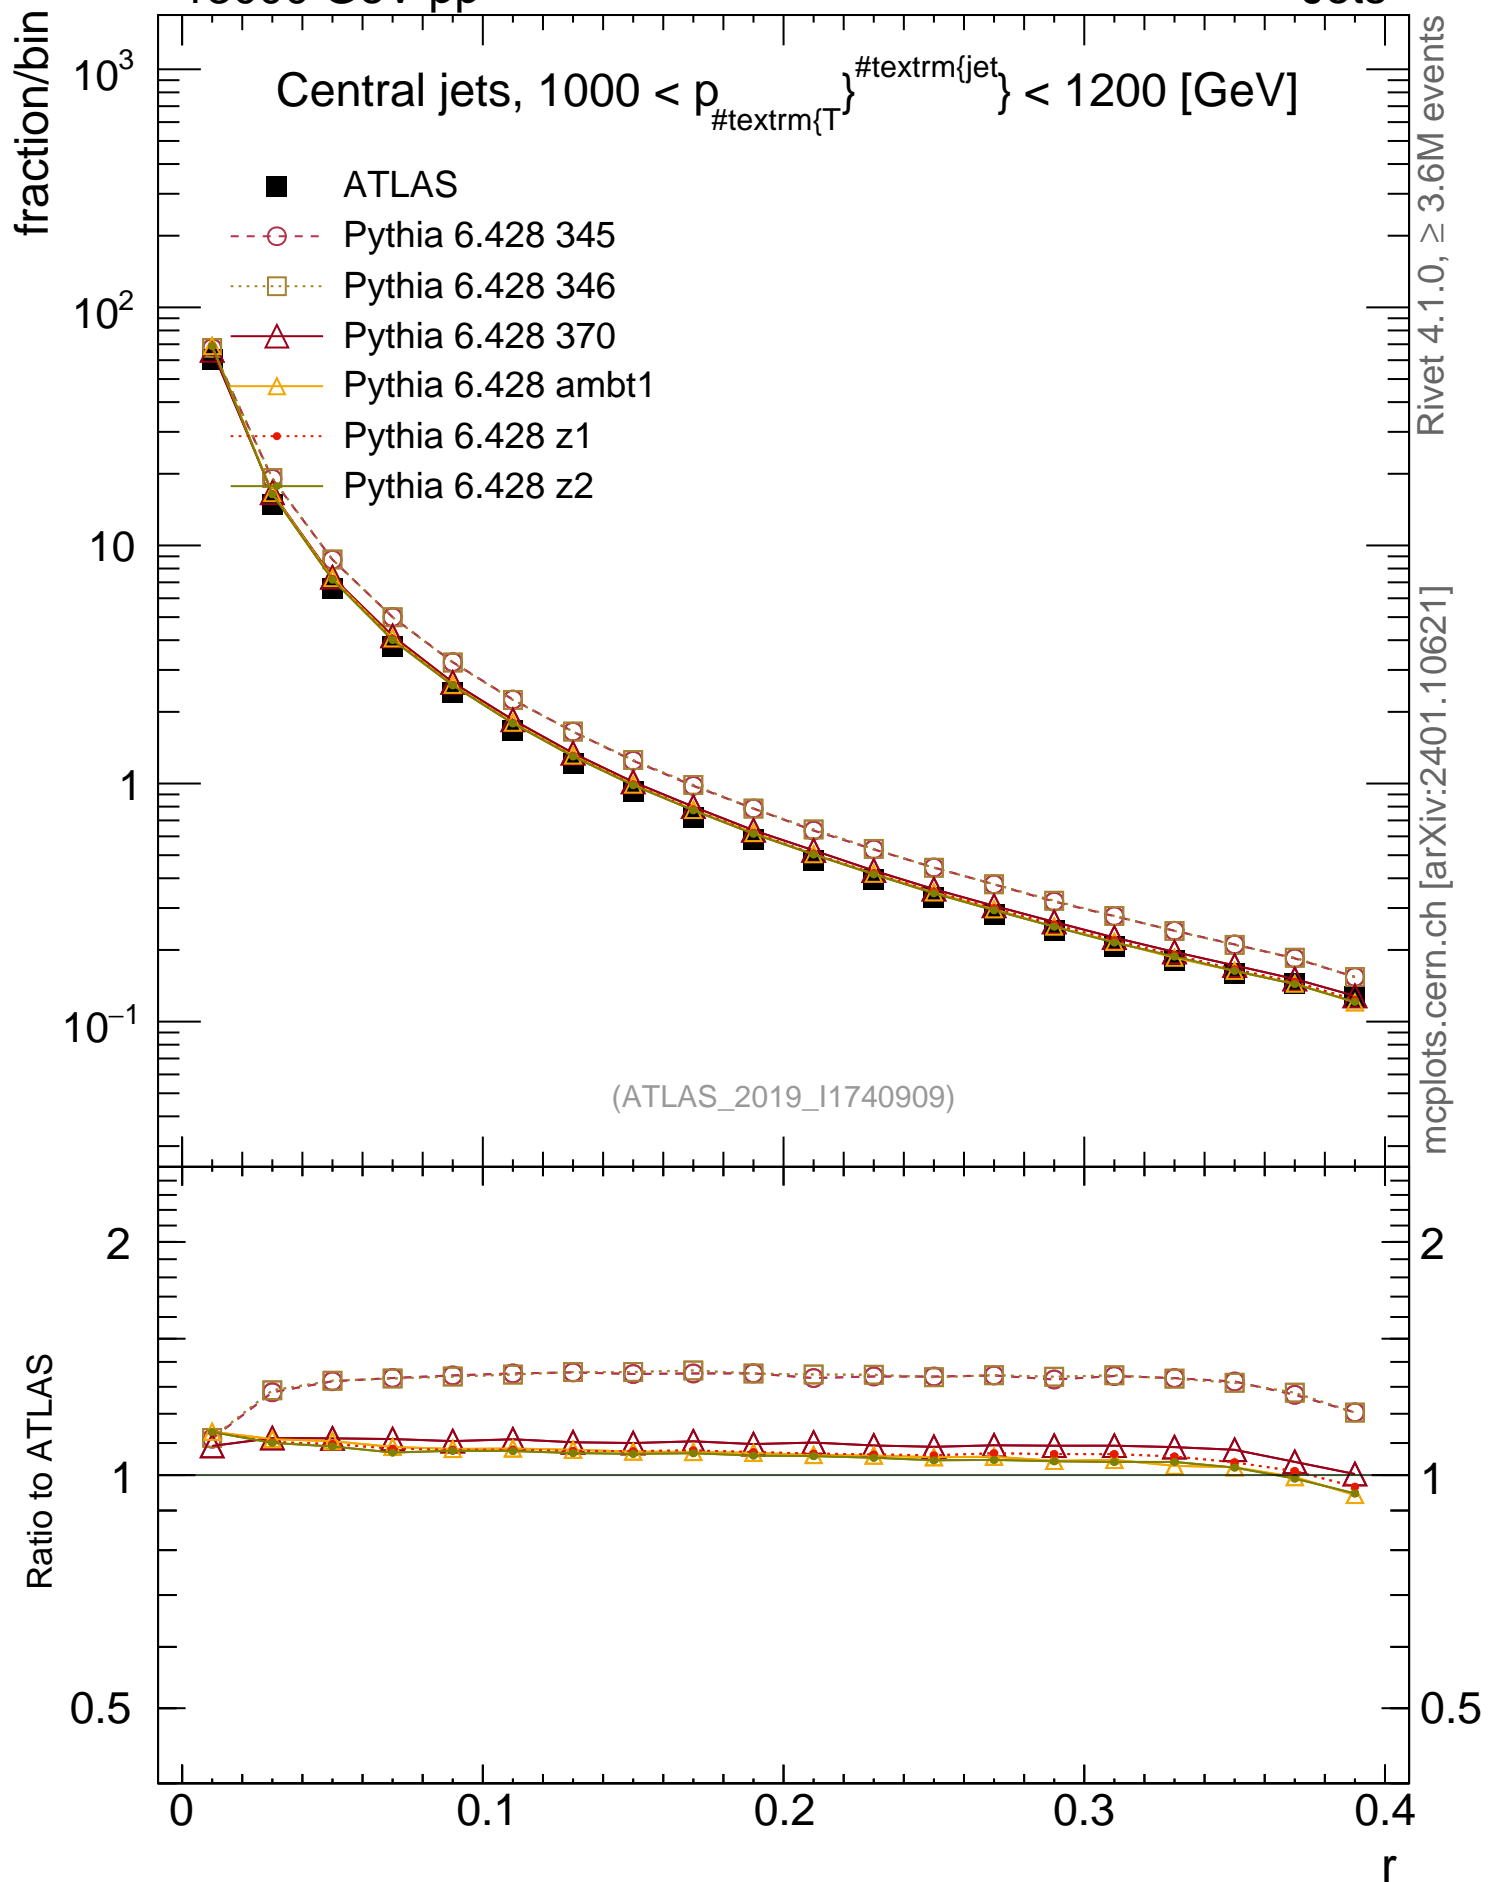 fraction/bin
Central jets, 1000 < p_#textrm{T}}^#textrm{jet}} < 1200 [GeV]
ATLAS
Pythia 6.428 345
Pythia 6.428 346
Pythia 6.428 370
Pythia 6.428 ambt1
Pythia 6.428 z1
Pythia 6.428 z2
10³
10²
10
1
10⁻¹
(ATLAS_2019_I1740909)
Rivet 4.1.0, ≥ 3.6M events
mcplots.cern.ch [arXiv:2401.10621]
Ratio to ATLAS
2
1
0.5
2
1
0.5
0
0.1
0.2
0.3
0.4
r